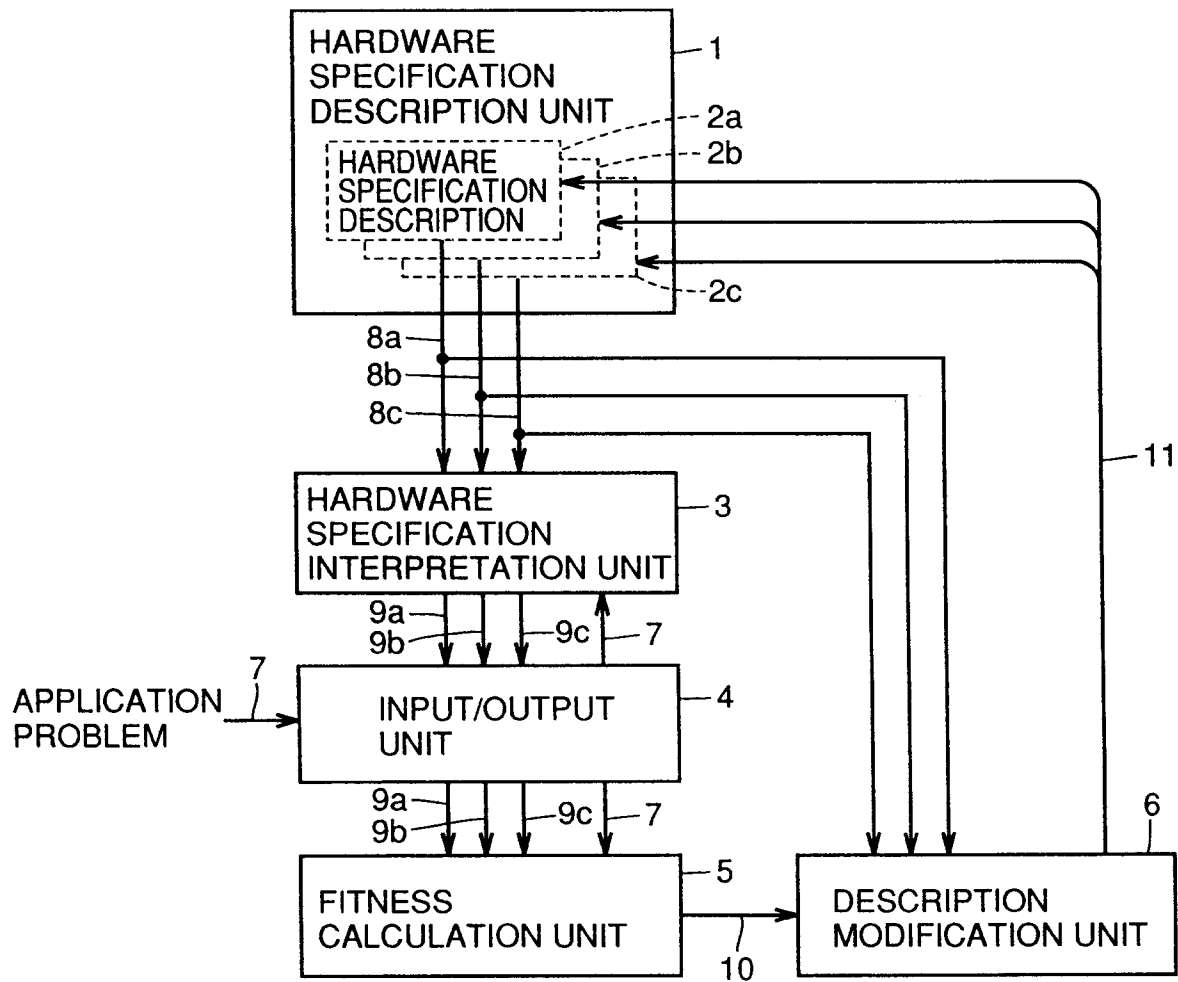 HARDWARE
SPECIFICATION
DESCRIPTION UNIT
1
2a
2b
HARDWARE
SPECIFICATION
DESCRIPTION
2c
8a
8b
8c
11
HARDWARE
SPECIFICATION
INTERPRETATION UNIT
3
9a
9b
9c
7
APPLICATION
PROBLEM
7
INPUT/OUTPUT
UNIT
4
9a
9b
9c
7
6
FITNESS
CALCULATION UNIT
5
10
DESCRIPTION
MODIFICATION UNIT